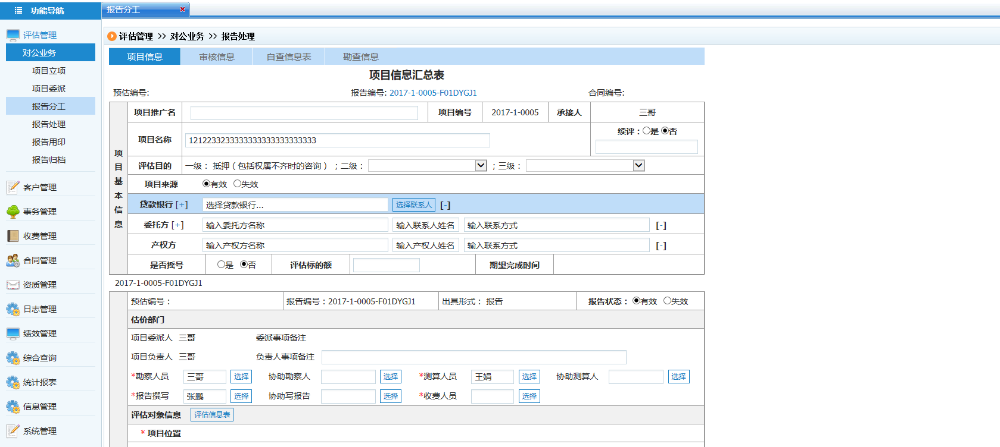 功能导航
报告分工
评估管理
对公业务
项目立项
项目委派
报告分工
报告处理
报告用印
报告归档
客户管理
事务管理
收费管理
合同管理
资质管理
日志管理
绩效管理
综合查询
统计报表
信息管理
系统管理
评估管理 >> 对公业务 >> 报告处理
项目信息 审核信息 自查信息表 勘查信息
项目信息汇总表
预估编号: 报告编号: 2017-1-0005-F01DYGJ1 合同编号:
项目基本信息
项目推广名 项目编号 2017-1-0005 承接人 三哥
项目名称 1212233233333333333333333333 续评：是 否
评估目的 一级： 抵押（包括权属不齐时的咨询） ；二级： ；三级：
项目来源 有效 失效
贷款银行 [+] 选择贷款银行... 选择联系人 [-]
委托方 [+] 输入委托方名称 输入联系人姓名 输入联系方式 [-]
产权方 输入产权方名称 输入产权人姓名 输入联系方式 [-]
是否摇号 是 否 评估标的额 期望完成时间
2017-1-0005-F01DYGJ1
预估编号： 报告编号：2017-1-0005-F01DYGJ1 出具形式： 报告 报告状态：有效 失效
估价部门
项目委派人 三哥 委派事项备注
项目负责人 三哥 负责人事项备注
*勘察人员 三哥 选择 协助勘察人 选择 *测算人员 王娟 选择 协助测算人 选择
*报告撰写 张鹏 选择 协助写报告 选择 *收费人员 选择
评估对象信息 评估信息表
* 项目位置